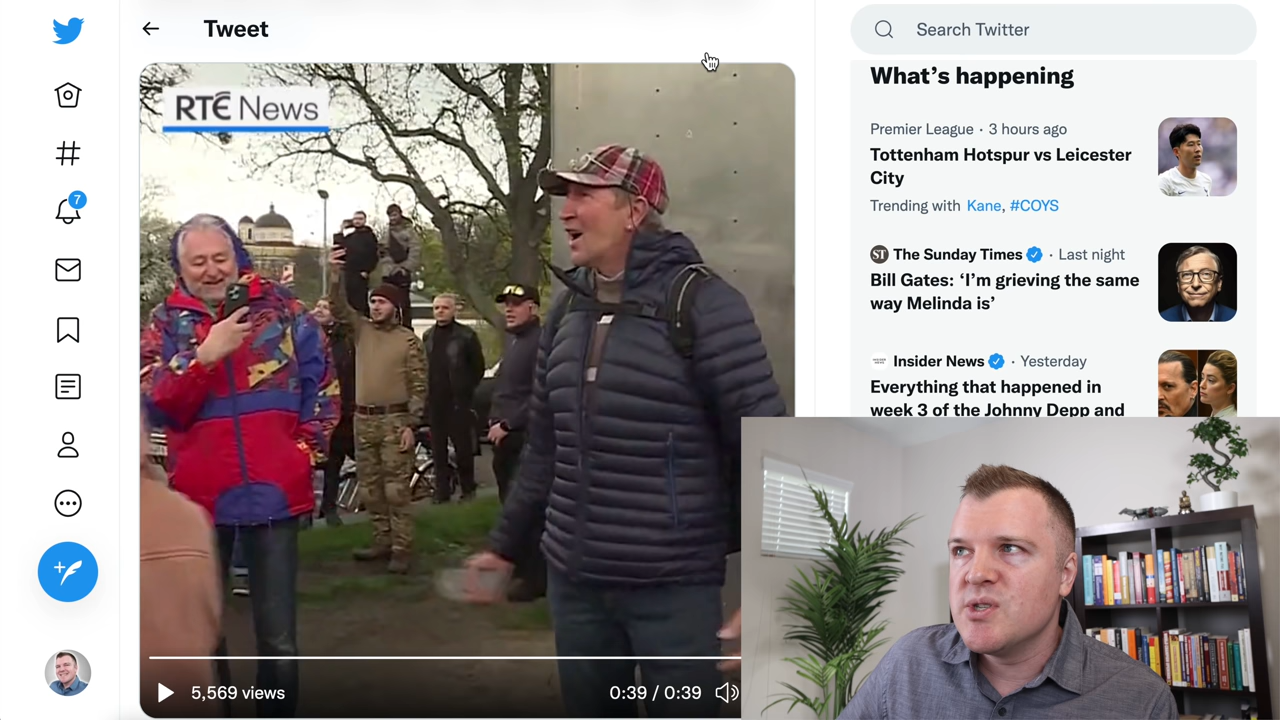 Tweet
RTÉ News
7
5,569 views
0:39 / 0:39
Search Twitter
What's happening
Premier League · 3 hours ago
Tottenham Hotspur vs Leicester
City
Trending with Kane, #COYS
ST The Sunday Times · Last night
Bill Gates: ‘I'm grieving the same
way Melinda is’
Insider News · Yesterday
Everything that happened in
week 3 of the Johnny Depp and